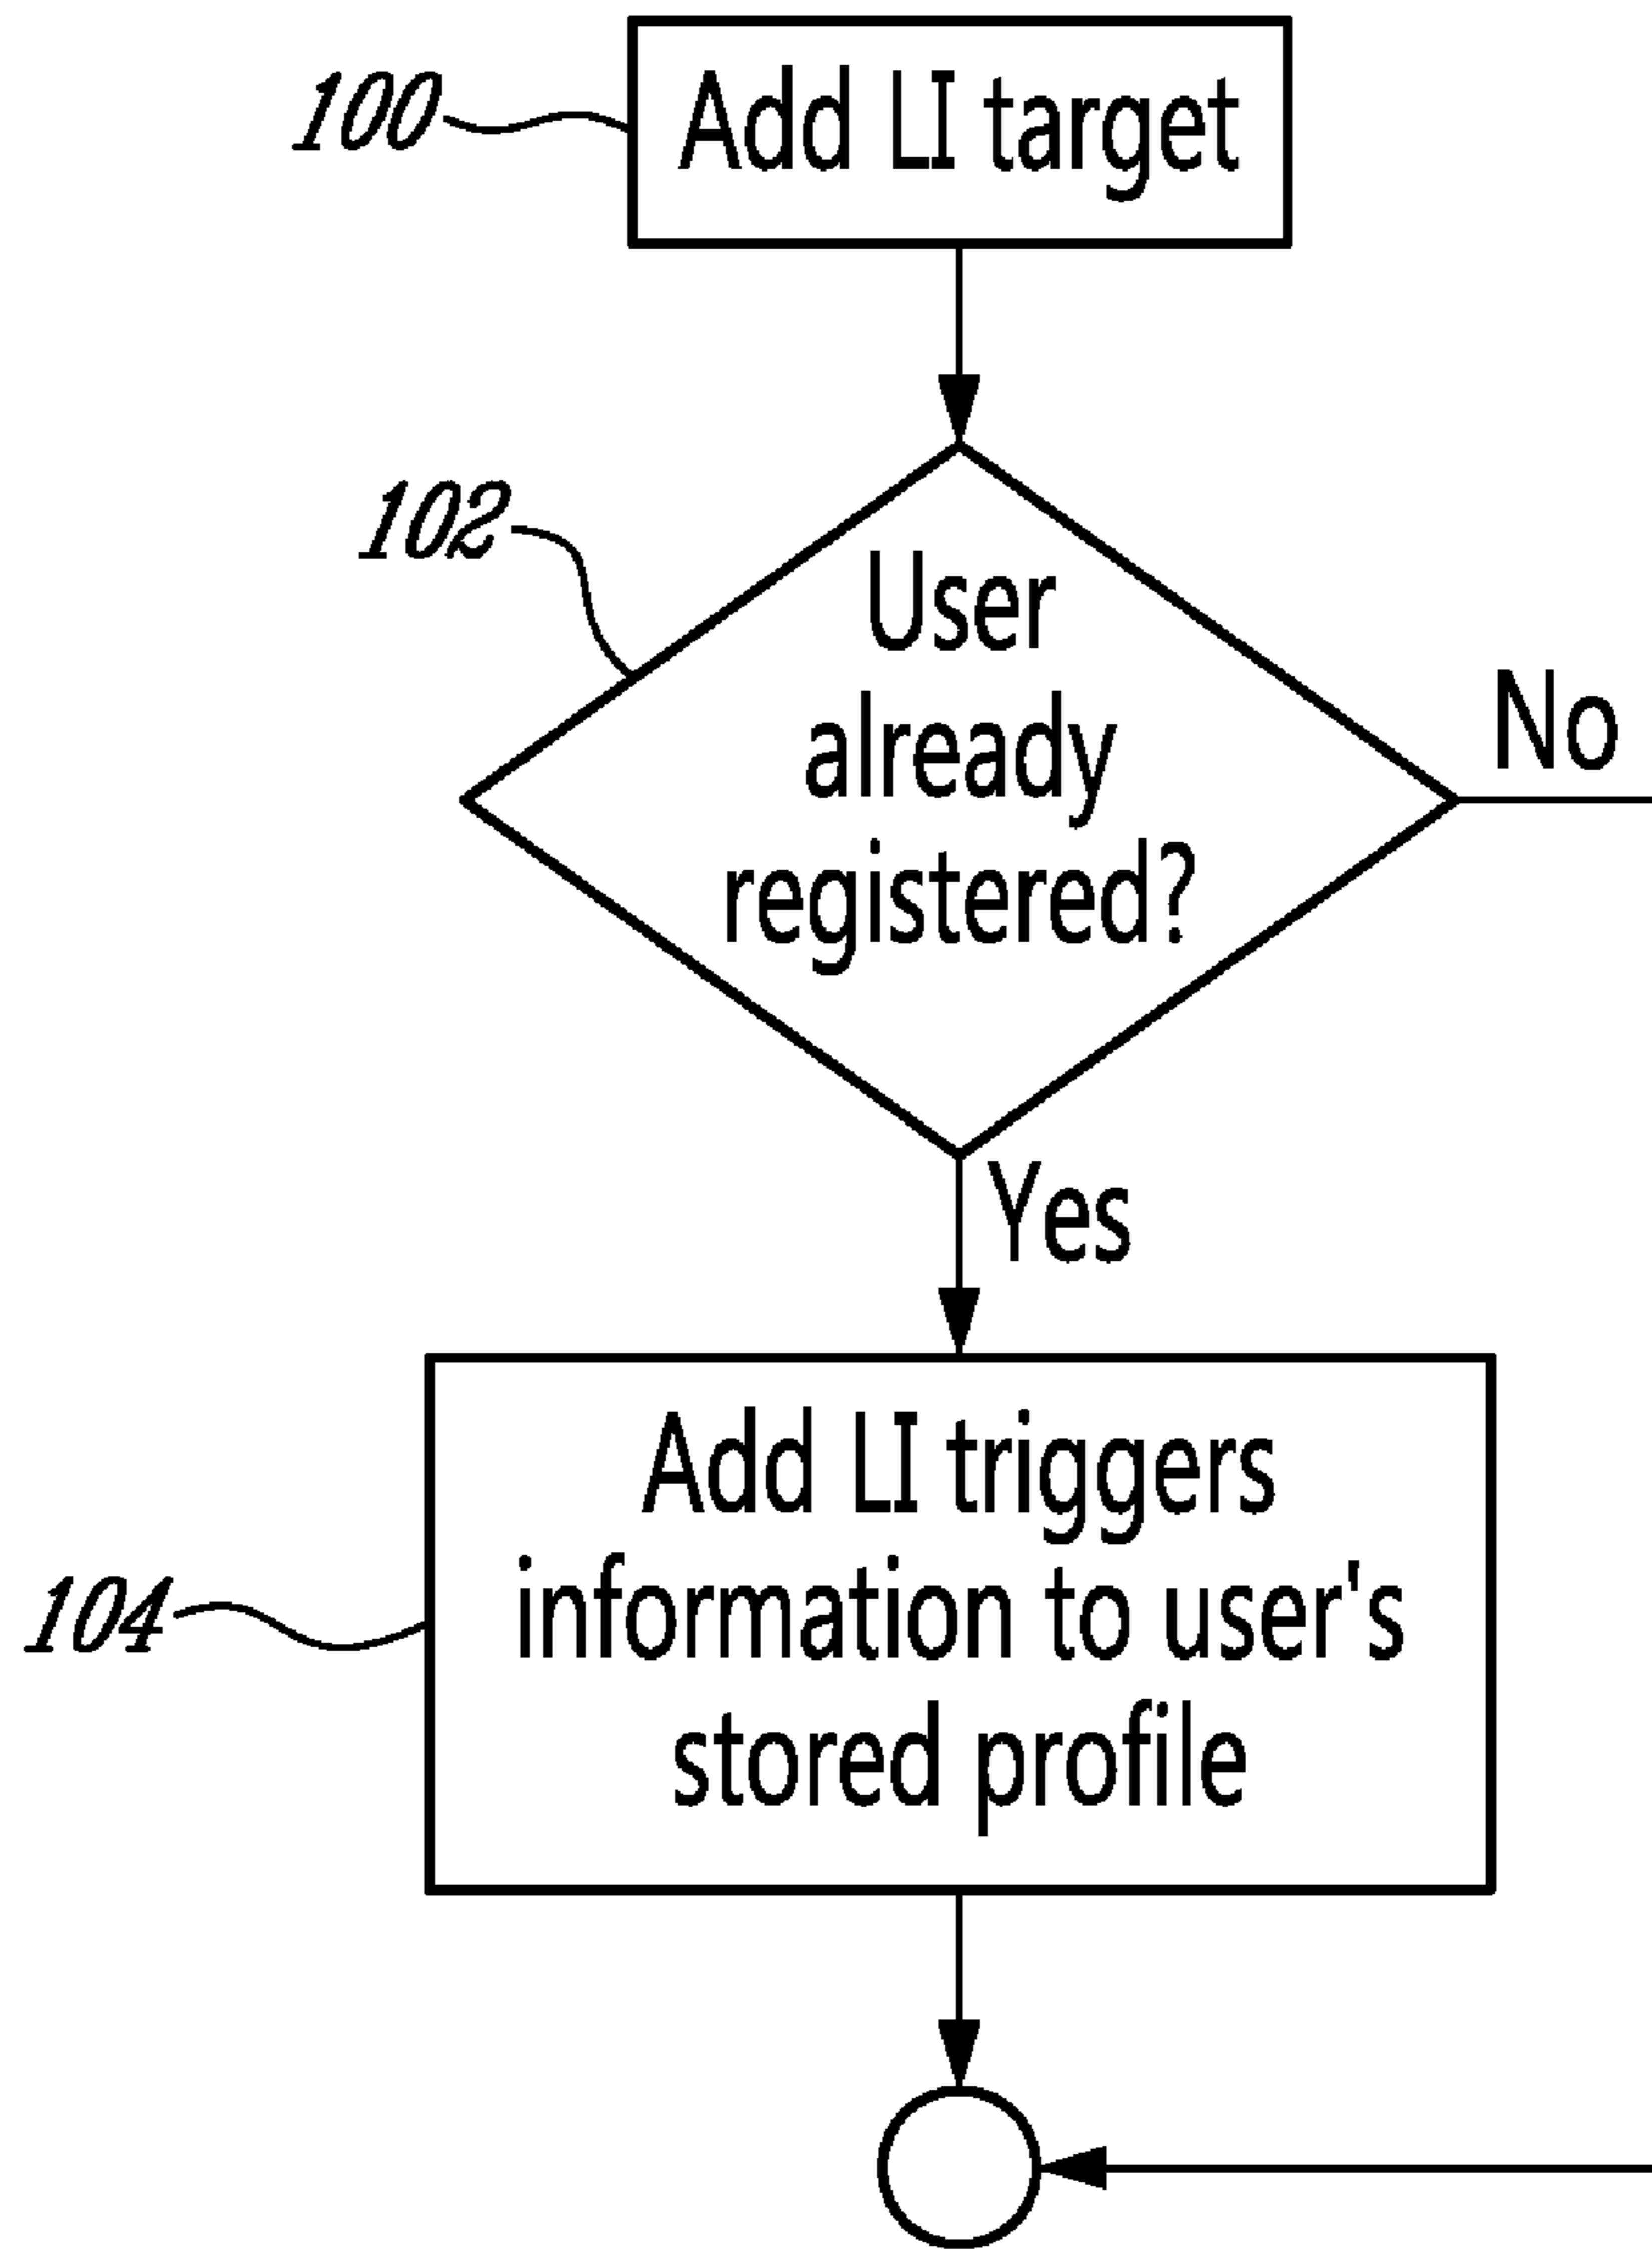 100
Add LI target
102
User
already
registered?
No
Yes
Add LI triggers
information to user's
104
stored profile